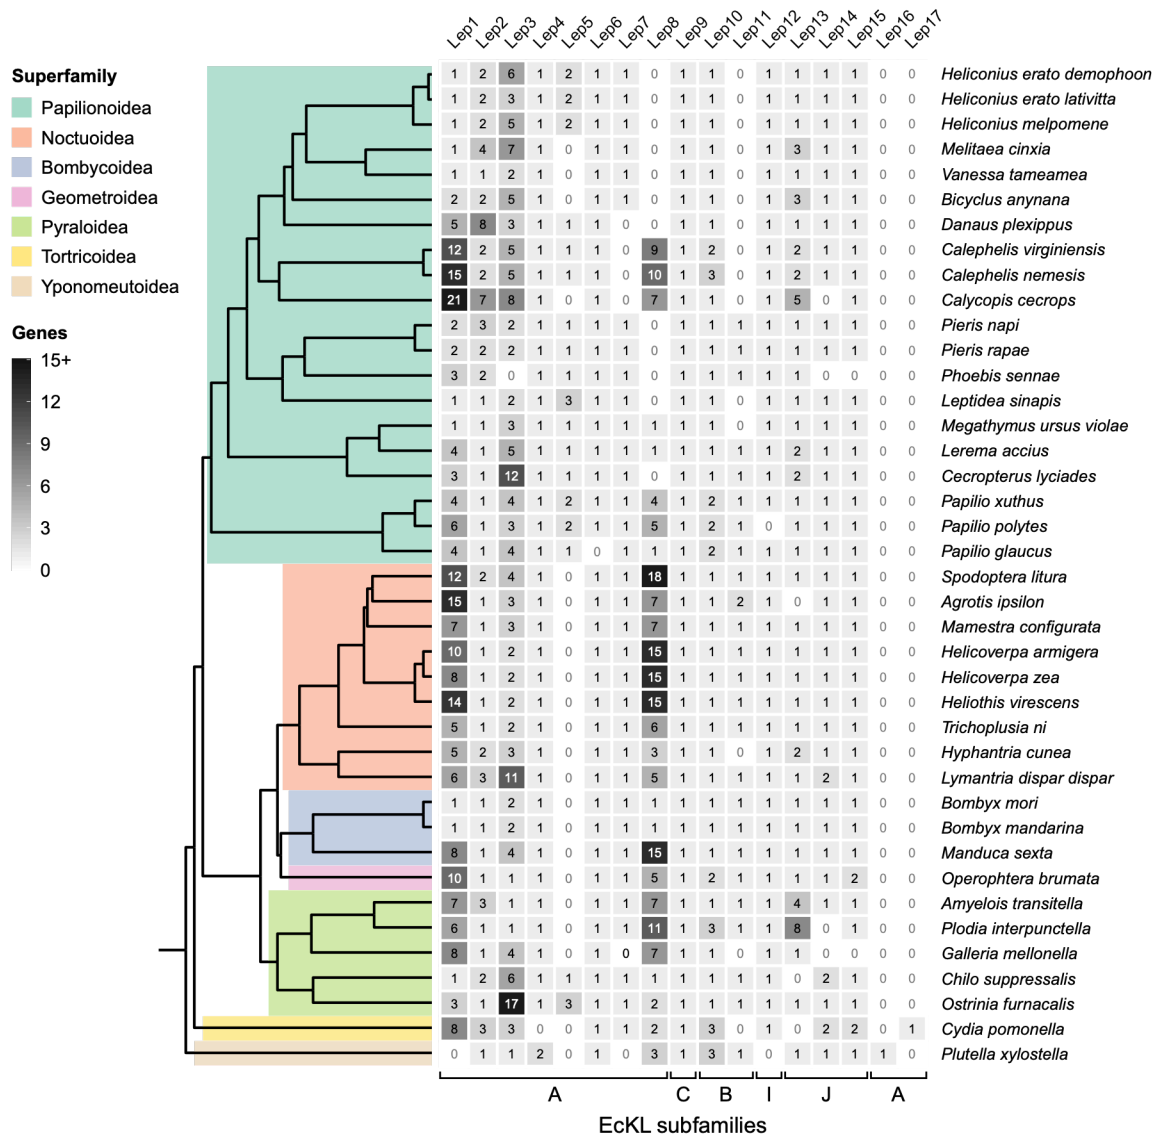 Lep1 Lep2 Lep3 Lep4 Lep5 Lep6 Lep7 Lep8 Lep9 Lep10 Lep11 Lep12 Lep13 Lep14 Lep15 Lep16 Lep17
Superfamily
Papilionoidea
Noctuoidea
Bombycoidea
Geometroidea
Pyraloidea
Tortricoidea
Yponomeutoidea
Genes
15+
12
9
6
3
0
1 2 6 1 2 1 1 0 1 1 0 1 1 1 1 0 0 Heliconius erato demophoon
1 2 3 1 2 1 1 0 1 1 0 1 1 1 1 0 0 Heliconius erato lativitta
1 2 5 1 2 1 1 0 1 1 0 1 1 1 1 0 0 Heliconius melpomene
1 4 7 1 0 1 1 0 1 1 0 1 3 1 1 0 0 Melitaea cinxia
1 1 2 1 0 1 1 0 1 1 0 1 1 1 1 0 0 Vanessa tameamea
2 2 5 1 0 1 1 0 1 1 0 1 3 1 1 0 0 Bicyclus anynana
5 8 3 1 1 1 0 0 1 1 0 1 1 1 1 0 0 Danaus plexippus
12 2 5 1 1 1 0 9 1 2 0 1 2 1 1 0 0 Calephelis virginiensis
15 2 5 1 1 1 0 10 1 3 0 1 2 1 1 0 0 Calephelis nemesis
21 7 8 1 0 1 0 7 1 1 0 1 5 0 1 0 0 Calycopis cecrops
2 3 2 1 1 1 1 0 1 1 1 1 1 1 1 0 0 Pieris napi
2 2 2 1 1 1 1 0 1 1 1 1 1 1 1 0 0 Pieris rapae
3 2 0 1 1 1 1 0 1 1 1 1 1 0 0 0 0 Phoebis sennae
1 1 2 1 3 1 1 0 1 1 0 1 1 1 1 0 0 Leptidea sinapis
1 1 3 1 1 1 1 1 1 1 0 1 1 1 1 0 0 Megathymus ursus violae
4 1 5 1 1 1 1 1 1 1 1 1 2 1 1 0 0 Lerema accius
3 1 12 1 1 1 1 0 1 1 1 1 2 1 1 0 0 Cecropterus lyciades
4 1 4 1 2 1 1 4 1 2 1 1 1 1 1 0 0 Papilio xuthus
6 1 3 1 2 1 1 5 1 2 1 0 1 1 1 0 0 Papilio polytes
4 1 4 1 1 0 1 1 1 2 1 1 1 1 1 0 0 Papilio glaucus
12 2 4 1 0 1 1 18 1 1 1 1 1 1 1 0 0 Spodoptera litura
15 1 3 1 0 1 1 7 1 1 2 1 0 1 1 0 0 Agrotis ipsilon
7 1 3 1 0 1 1 7 1 1 1 1 1 1 1 0 0 Mamestra configurata
10 1 2 1 0 1 1 15 1 1 1 1 1 1 1 0 0 Helicoverpa armigera
8 1 2 1 0 1 1 15 1 1 1 1 1 1 1 0 0 Helicoverpa zea
14 1 2 1 0 1 1 15 1 1 1 1 1 1 1 0 0 Heliothis virescens
5 1 2 1 0 1 1 6 1 1 1 1 1 1 1 0 0 Trichoplusia ni
5 2 3 1 0 1 1 3 1 1 0 1 2 1 1 0 0 Hyphantria cunea
6 3 11 1 0 1 1 5 1 1 1 1 1 2 1 0 0 Lymantria dispar dispar
1 1 2 1 0 1 1 1 1 1 1 1 1 1 1 0 0 Bombyx mori
1 1 2 1 0 1 1 1 1 1 1 1 1 1 1 0 0 Bombyx mandarina
8 1 4 1 0 1 1 15 1 1 1 1 1 1 1 0 0 Manduca sexta
10 1 1 1 0 1 1 5 1 2 1 1 1 1 2 0 0 Operophtera brumata
7 3 1 1 0 1 1 7 1 1 1 1 4 1 1 0 0 Amyelois transitella
6 1 1 1 0 1 1 11 1 3 1 1 8 0 1 0 0 Plodia interpunctella
8 1 4 1 0 1 0 7 1 1 0 1 1 0 0 0 0 Galleria mellonella
1 2 6 1 1 1 1 1 1 1 1 1 0 2 1 0 0 Chilo suppressalis
3 1 17 1 3 1 1 2 1 1 1 1 1 1 1 0 0 Ostrinia furnacalis
8 3 3 0 0 1 1 2 1 3 0 1 0 2 2 0 1 Cydia pomonella
0 1 1 2 0 1 0 3 1 3 1 0 1 1 1 1 0 Plutella xylostella
A C B I J A
EcKL subfamilies